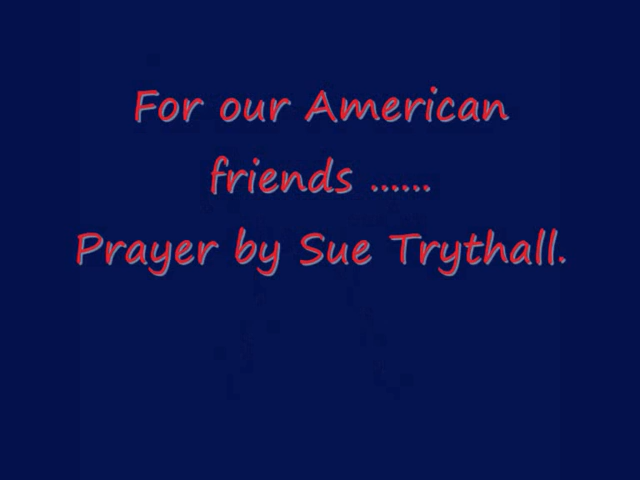 For our American
friends ......
Prayer by Sue Trythall.